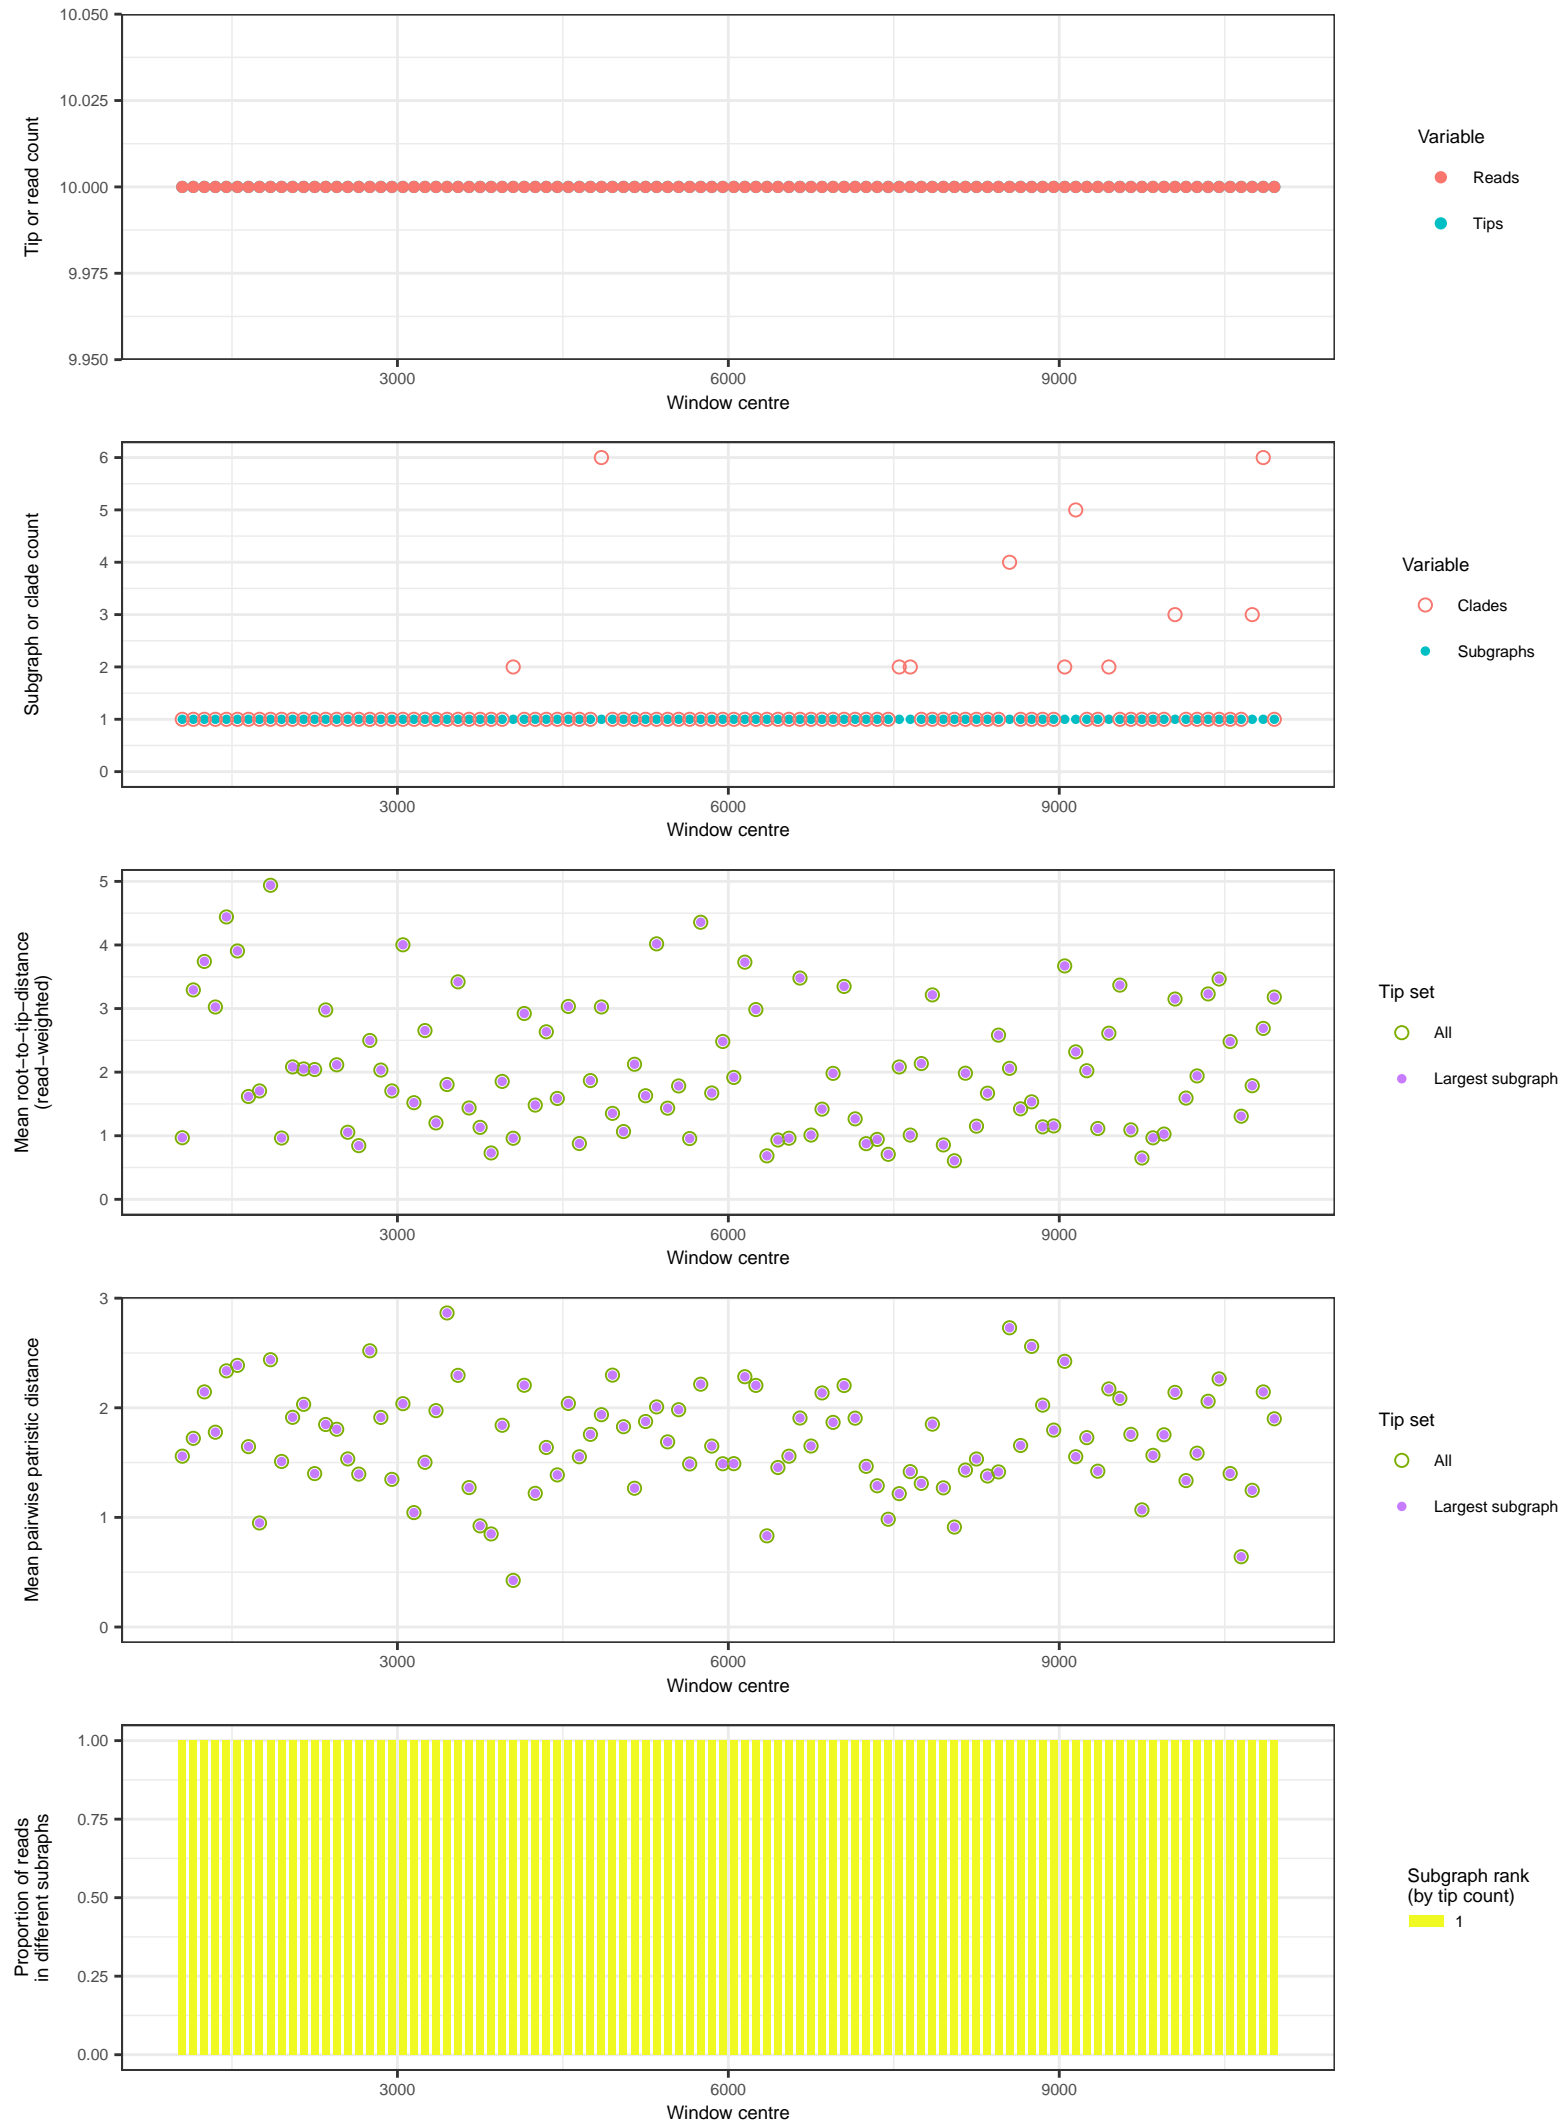 10.050
10.025
10.000
9.975
9.950
Tip or read count
3000 6000 9000
Window centre
Variable
Reads
Tips
6
5
4
3
2
1
0
Subgraph or clade count
3000 6000 9000
Window centre
Variable
Clades
Subgraphs
5
4
3
2
1
0
Mean root−to−tip−distance
(read−weighted)
3000 6000 9000
Window centre
Tip set
All
Largest subgraph
3
2
1
0
Mean pairwise patristic distance
3000 6000 9000
Window centre
Tip set
All
Largest subgraph
1.00
0.75
0.50
0.25
0.00
Proportion of reads
in different subraphs
3000 6000 9000
Window centre
Subgraph rank
(by tip count)
1